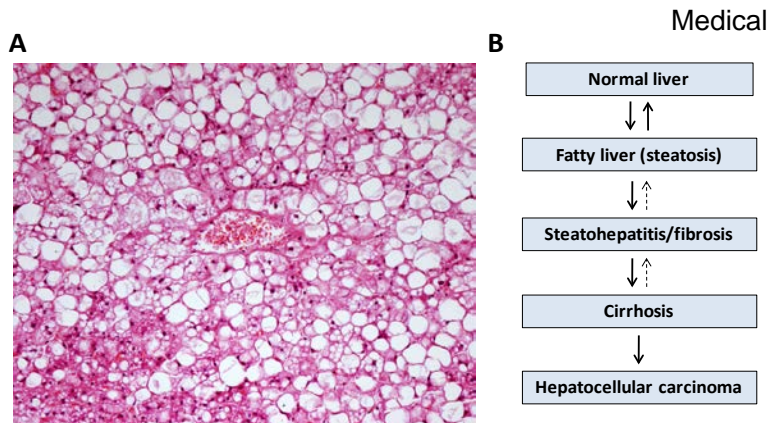 Medical
A
B
Normal liver
Fatty liver (steatosis)
Steatohepatitis/fibrosis
Cirrhosis
Hepatocellular carcinoma